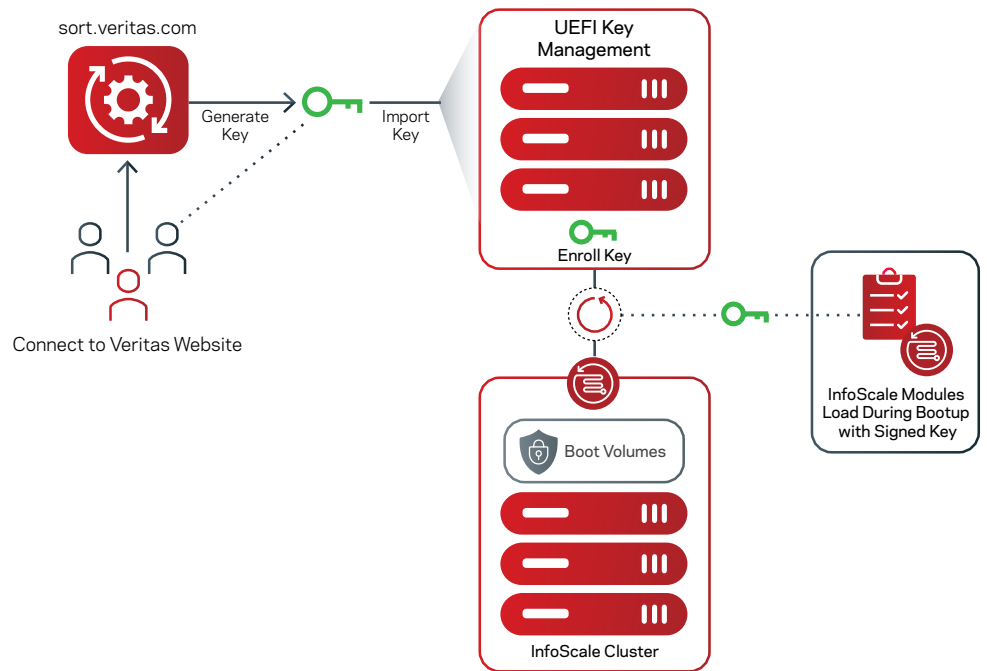 sort.veritas.com
Generate
Key
Import
Key
UEFI Key
Management
Enroll Key
Connect to Veritas Website
InfoScale Modules
Load During Bootup
with Signed Key
Boot Volumes
InfoScale Cluster